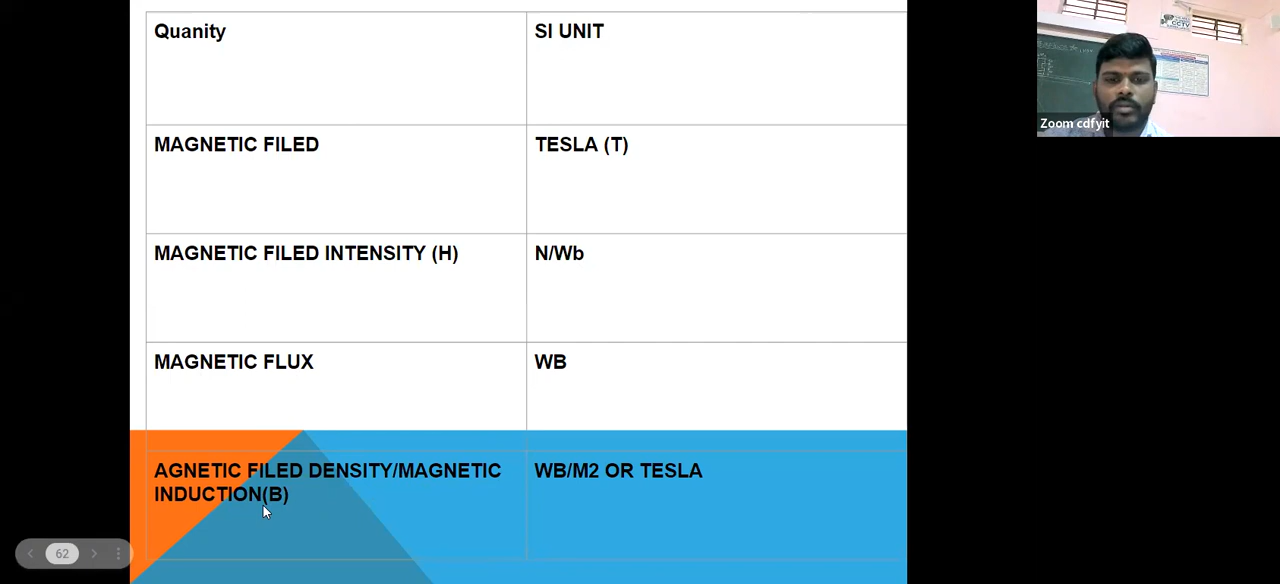 Quanity SI UNIT
MAGNETIC FILED TESLA (T)
MAGNETIC FILED INTENSITY (H) N/Wb
MAGNETIC FLUX WB
AGNETIC FILED DENSITY/MAGNETIC WB/M2 OR TESLA
INDUCTION(B)
62
CCTV
Zoom cdfyit